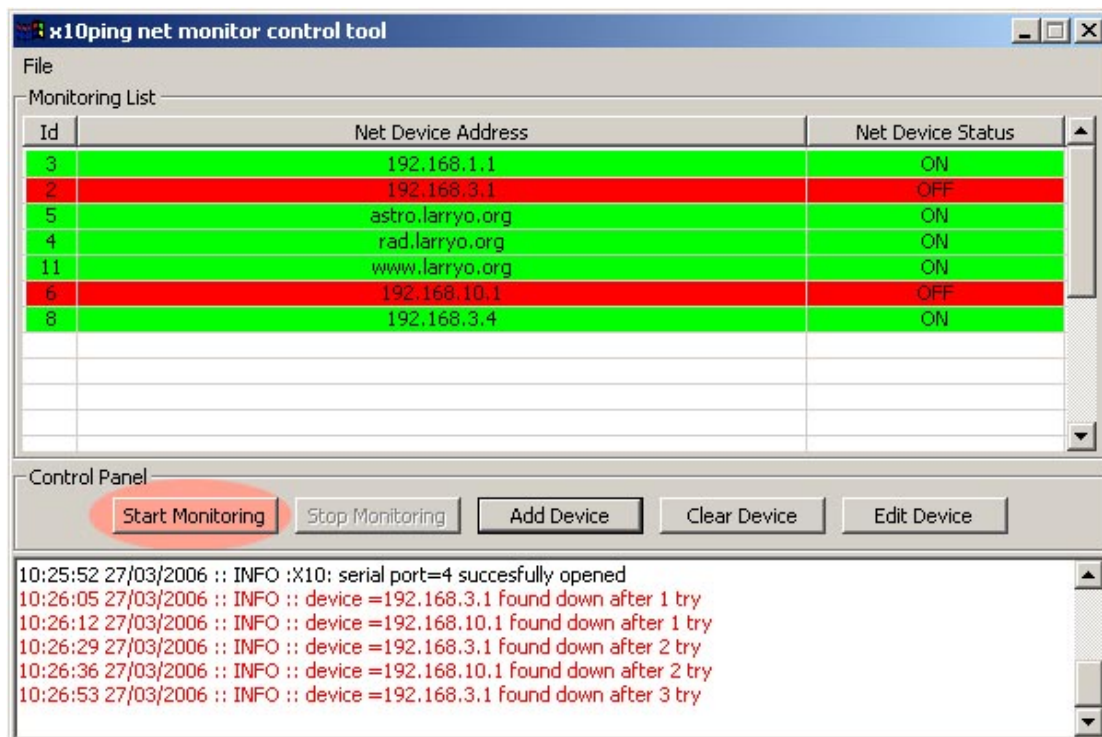 x10ping net monitor control tool
File
Monitoring List
Id Net Device Address Net Device Status
3 192.168.1.1 ON
2 192.168.3.1 OFF
5 astro.larryo.org ON
4 rad.larryo.org ON
11 www.larryo.org ON
6 192.168.10.1 OFF
8 192.168.3.4 ON
Control Panel
Start Monitoring Stop Monitoring Add Device Clear Device Edit Device
10:25:52 27/03/2006 :: INFO :X10: serial port=4 succesfully opened
10:26:05 27/03/2006 :: INFO :: device =192.168.3.1 found down after 1 try
10:26:12 27/03/2006 :: INFO :: device =192.168.10.1 found down after 1 try
10:26:29 27/03/2006 :: INFO :: device =192.168.3.1 found down after 2 try
10:26:36 27/03/2006 :: INFO :: device =192.168.10.1 found down after 2 try
10:26:53 27/03/2006 :: INFO :: device =192.168.3.1 found down after 3 try